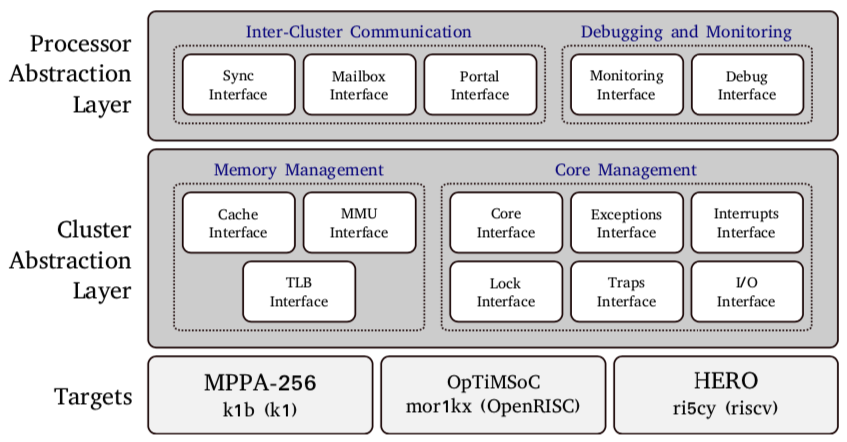 Processor
Abstraction
Layer
Inter-Cluster Communication
Debugging and Monitoring
Sync
Interface
Mailbox
Interface
Portal
Interface
Monitoring
Interface
Debug
Interface
Cluster
Abstraction
Layer
Memory Management
Core Management
Cache
Interface
MMU
Interface
TLB
Interface
Core
Interface
Exceptions
Interface
Interrupts
Interface
Lock
Interface
Traps
Interface
I/O
Interface
Targets
MPPA-256
k1b (k1)
OpTiMSoC
mor1kx (OpenRISC)
HERO
ri5cy (riscv)